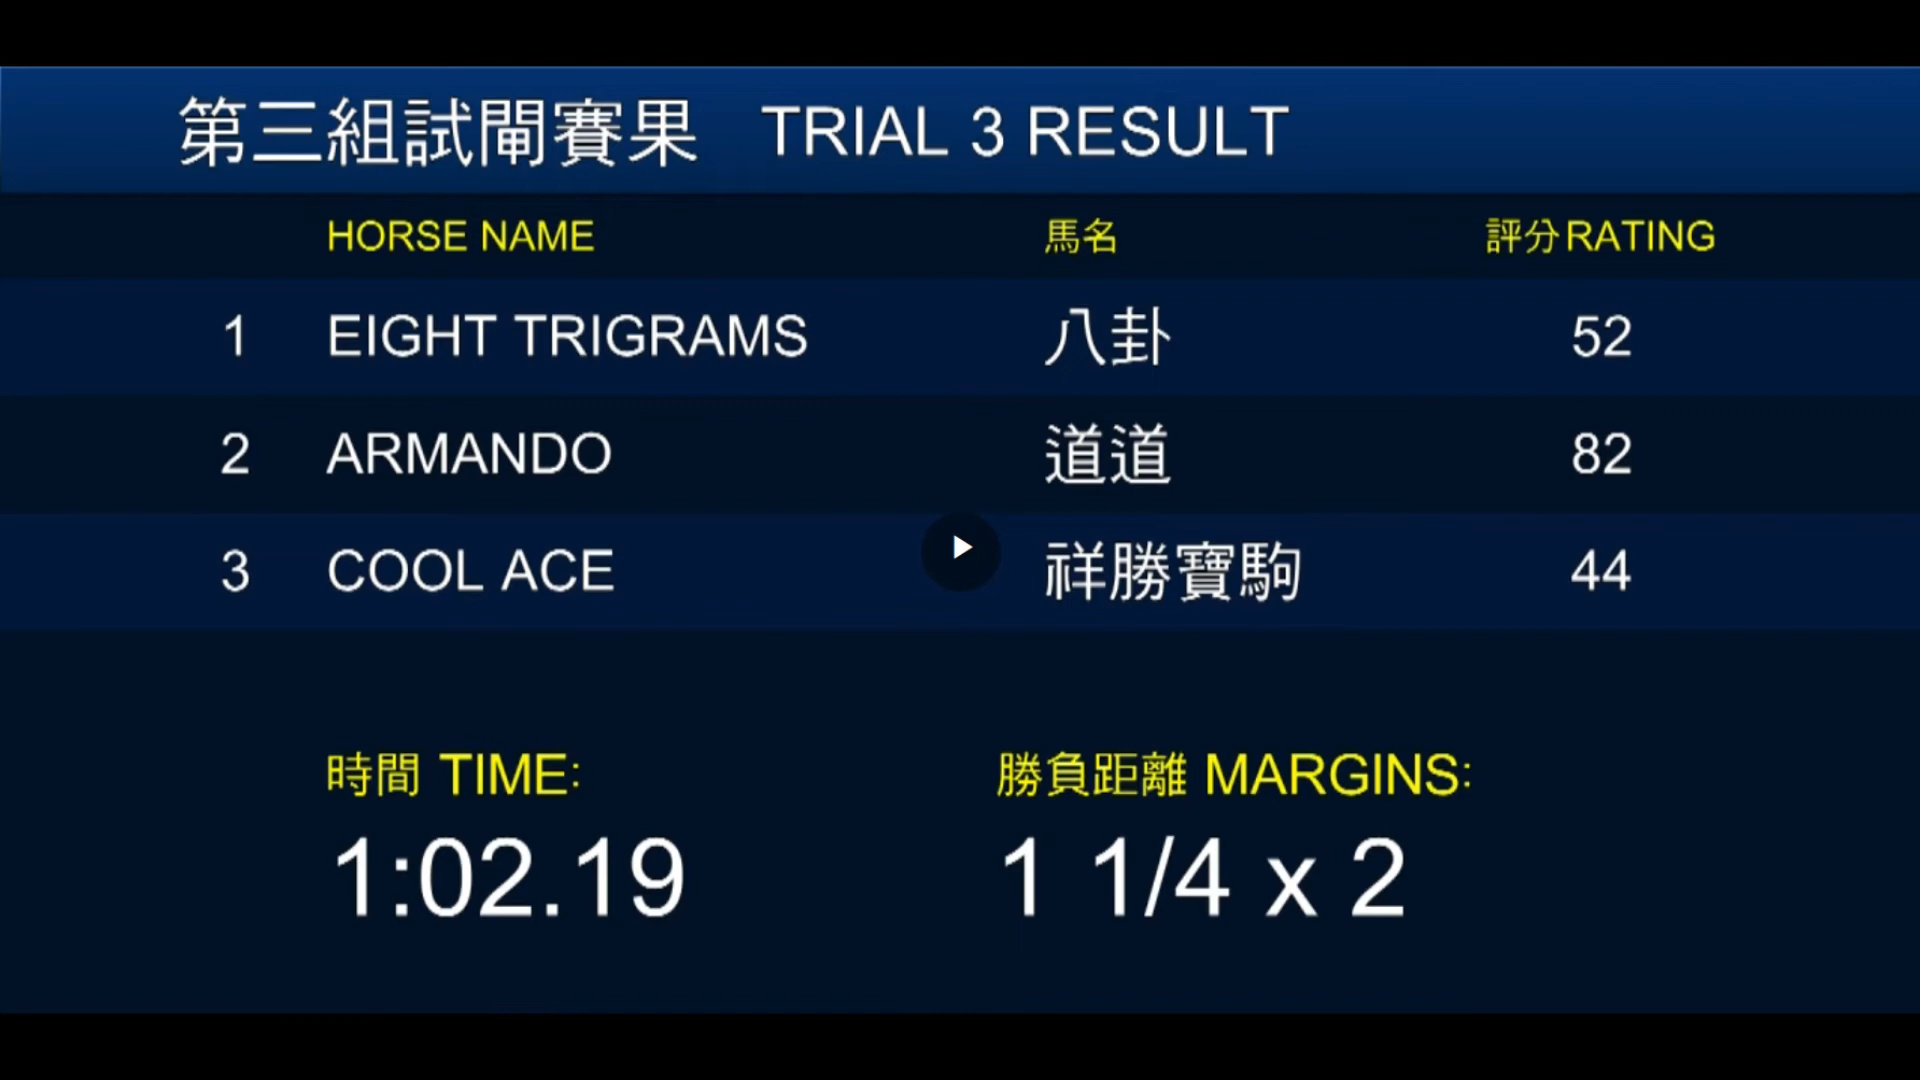 第三組試閘賽果 TRIAL 3 RESULT
HORSE NAME 馬名 評分RATING
1 EIGHT TRIGRAMS 八卦 52
2 ARMANDO 道道 82
3 COOL ACE 祥勝寶駒 44
時間 TIME: 勝負距離 MARGINS:
1:02.19 1 1/4 x 2